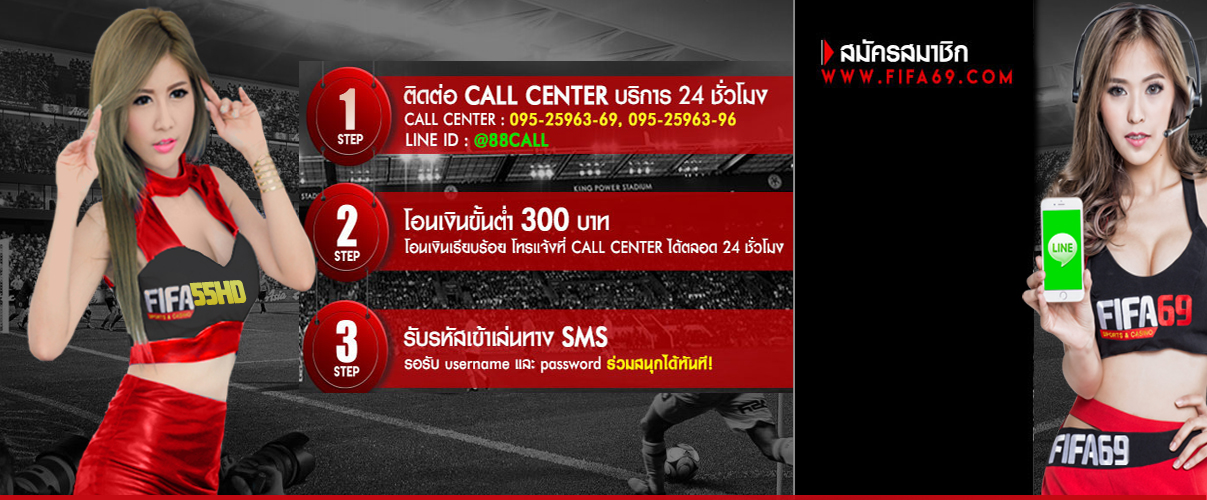 1
STEP
ติดต่อ CALL CENTER บริการ 24 ชั่วโมง
CALL CENTER : 095-25963-69, 095-25963-96
LINE ID : @88CALL
KING POWER STADIUM
2
STEP
โอนเงินขั้นต่ำ 300 บาท
โอนเงินเรียบร้อย โทรแจ้งที่ CALL CENTER ได้ตลอด 24 ชั่วโมง
3
STEP
รับรหัสเข้าเล่นทาง SMS
รอรับ username และ password ร่วมสนุกได้ทันที!
FIFA55HD
SPORTS & CASINO
สมัครสมาชิก
WWW.FIFA69.COM
LINE
FIFA69
SPORTS & CASINO
FIFA69